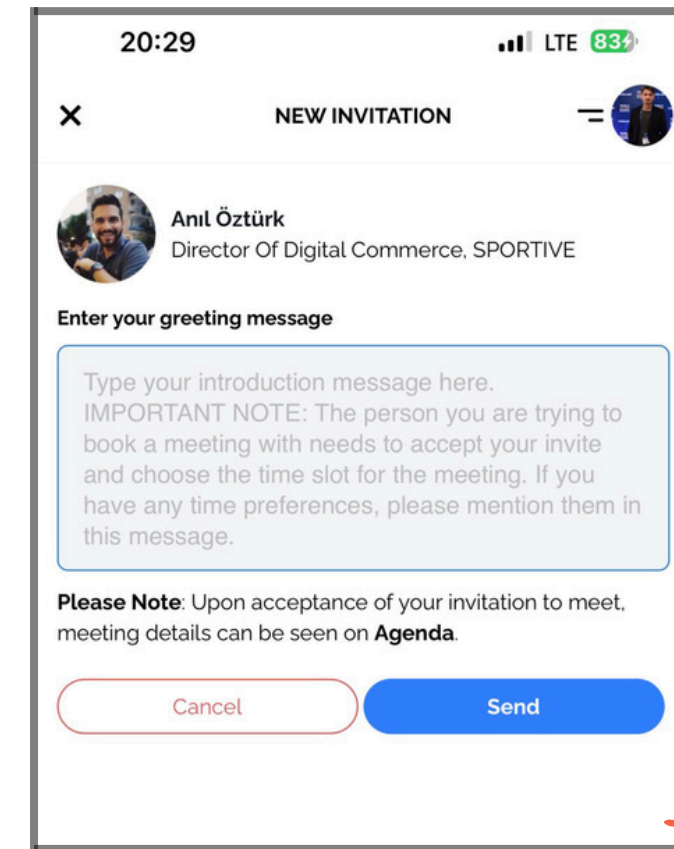 20:29 LTE 83
NEW INVITATION
Anıl Öztürk
Director Of Digital Commerce, SPORTIVE
Enter your greeting message
Type your introduction message here.
IMPORTANT NOTE: The person you are trying to
book a meeting with needs to accept your invite
and choose the time slot for the meeting. If you
have any time preferences, please mention them in
this message.
Please Note: Upon acceptance of your invitation to meet,
meeting details can be seen on Agenda.
Cancel Send